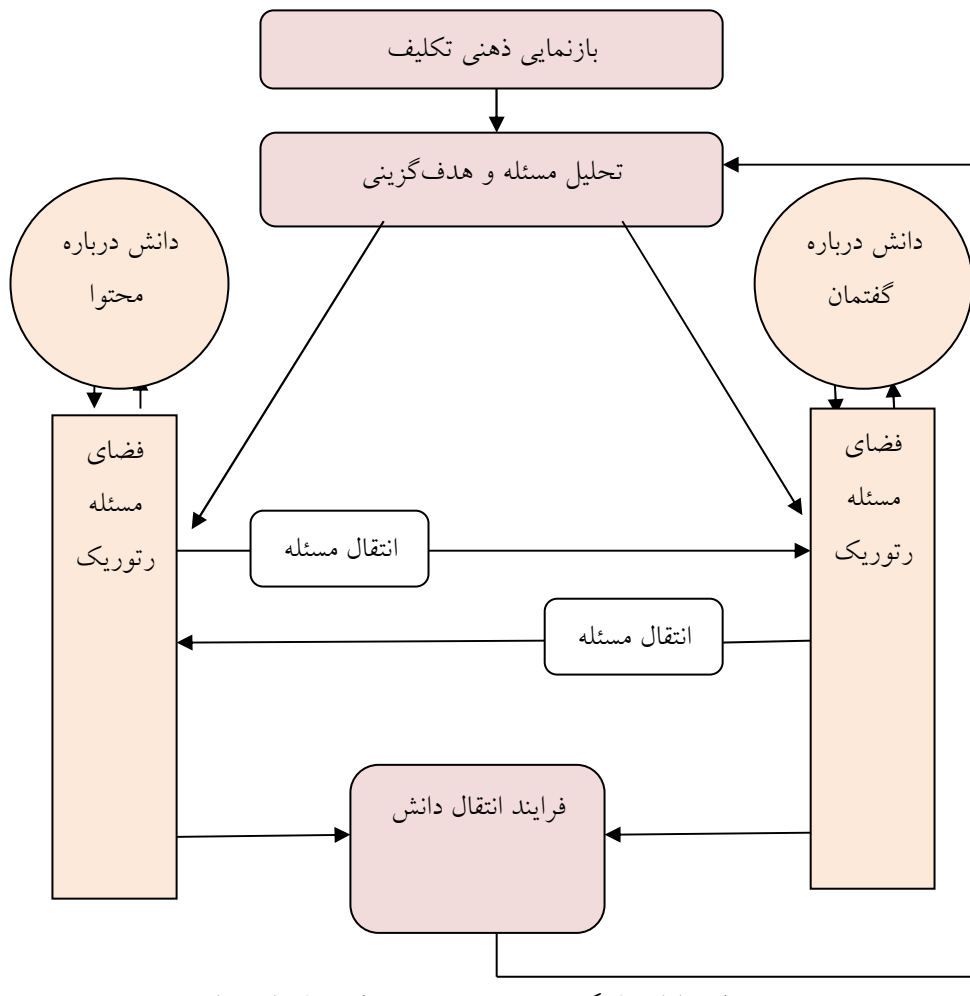 بازنمایی ذهنی تکلیف
تحلیل مسئله و هدف‌گزینی
دانش درباره
گفتمان
دانش درباره
محتوا
فضای
مسئله
رتوریک
فضای
مسئله
رتوریک
انتقال مسئله
انتقال مسئله
فرایند انتقال دانش